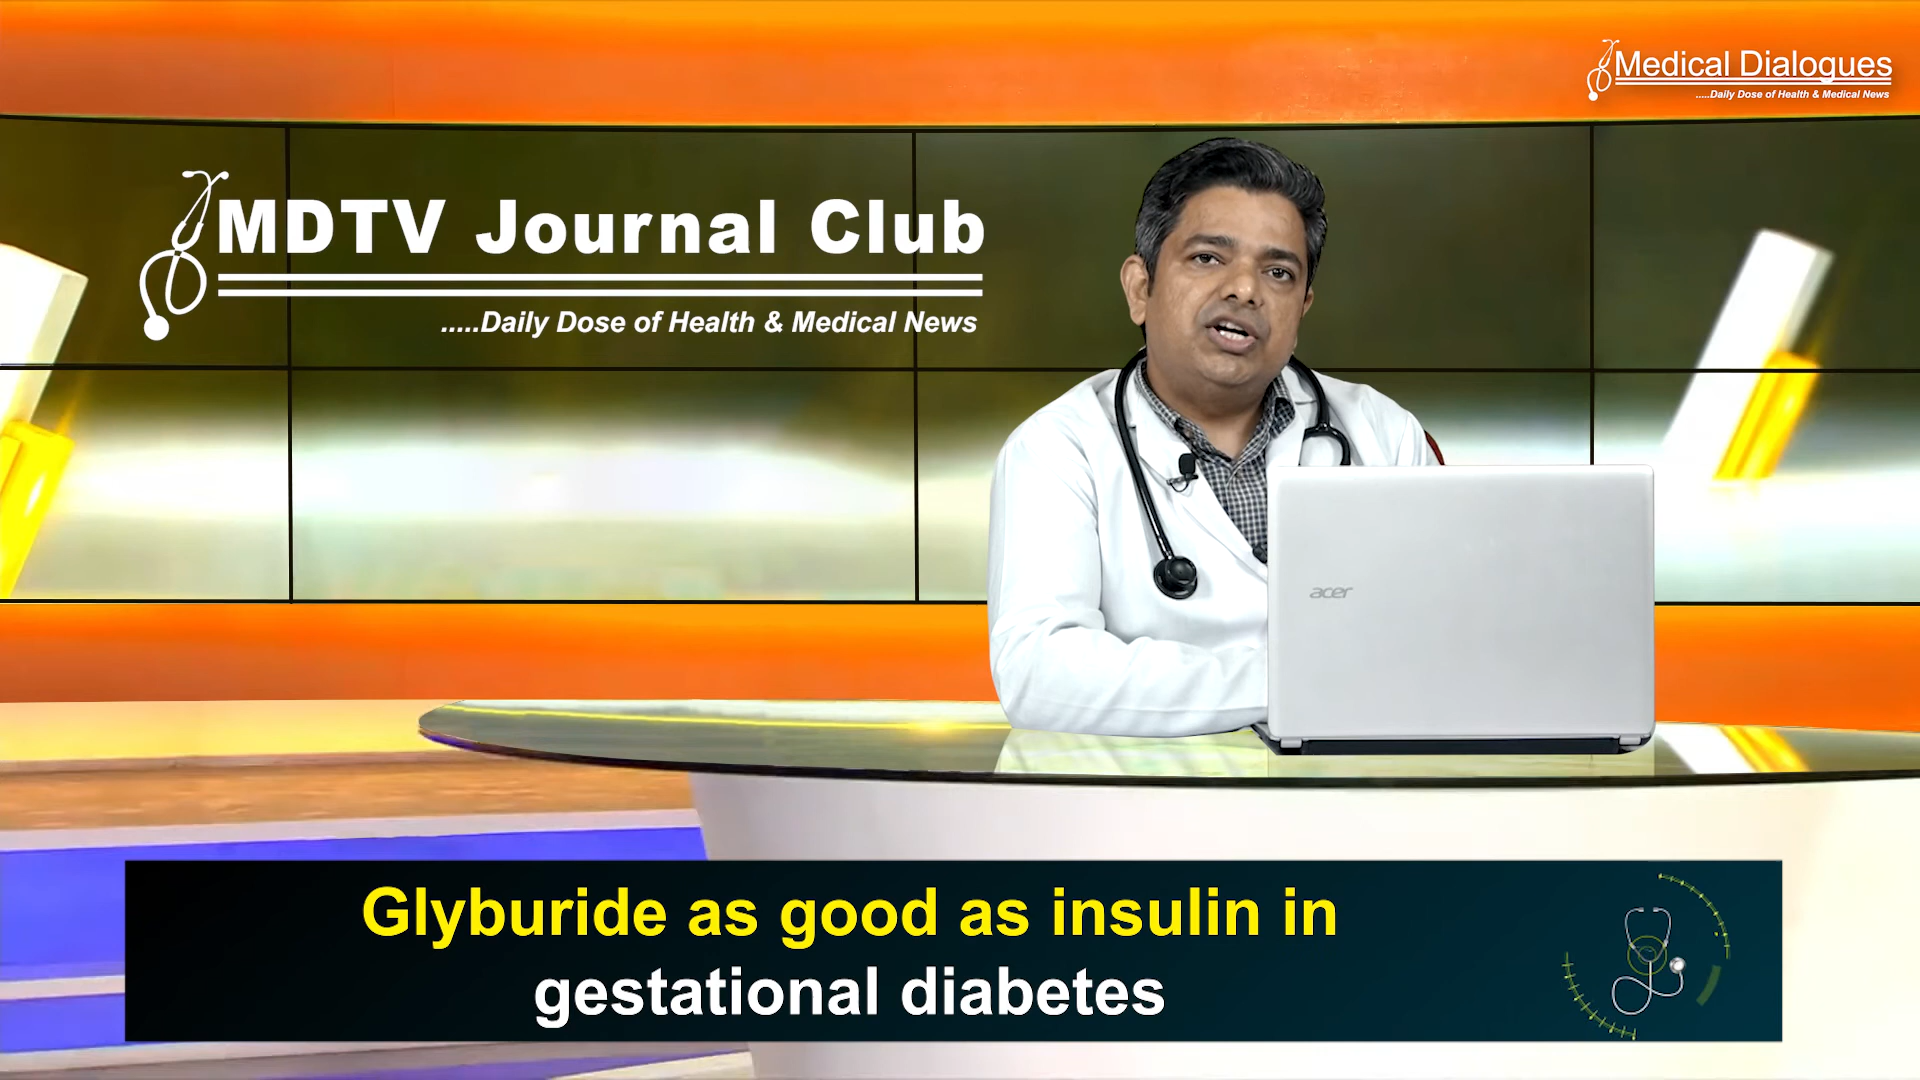 Medical Dialogues
.....Daily Dose of Health & Medical News
MDTV Journal Club
.....Daily Dose of Health & Medical News
acer
Glyburide as good as insulin in
gestational diabetes